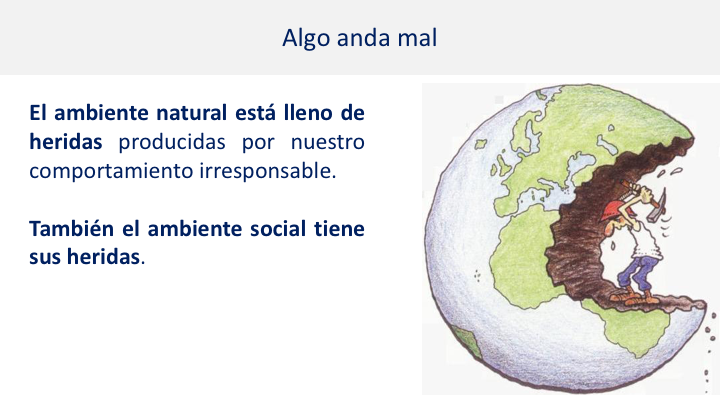 Algo anda mal
El ambiente natural está lleno de
heridas producidas por nuestro
comportamiento irresponsable.
También el ambiente social tiene
sus heridas.